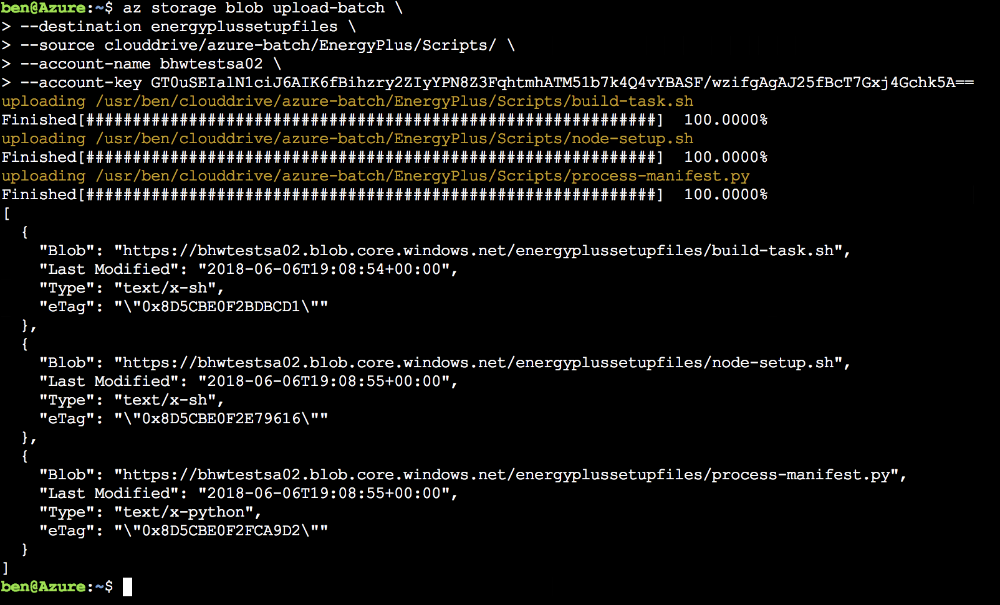 ben@Azure:~$ az storage blob upload-batch \
> --destination energyplussetupfiles \
> --source clouddrive/azure-batch/EnergyPlus/Scripts/ \
> --account-name bhwtestsa02 \
> --account-key GT0uSEIalN1ciJ6AIK6fBihzry2ZIyYPN8Z3FqhtmhATM51b7k4Q4vYBASF/wzifgAgAJ25fBcT7Gxj4Gchk5A==
uploading /usr/ben/clouddrive/azure-batch/EnergyPlus/Scripts/build-task.sh
Finished[#############################################################]  100.0000%
uploading /usr/ben/clouddrive/azure-batch/EnergyPlus/Scripts/node-setup.sh
Finished[#############################################################]  100.0000%
uploading /usr/ben/clouddrive/azure-batch/EnergyPlus/Scripts/process-manifest.py
Finished[#############################################################]  100.0000%
[
  {
    "Blob": "https://bhwtestsa02.blob.core.windows.net/energyplussetupfiles/build-task.sh",
    "Last Modified": "2018-06-06T19:08:54+00:00",
    "Type": "text/x-sh",
    "eTag": "\"0x8D5CBE0F2BDBCD1\""
  },
  {
    "Blob": "https://bhwtestsa02.blob.core.windows.net/energyplussetupfiles/node-setup.sh",
    "Last Modified": "2018-06-06T19:08:55+00:00",
    "Type": "text/x-sh",
    "eTag": "\"0x8D5CBE0F2E79616\""
  },
  {
    "Blob": "https://bhwtestsa02.blob.core.windows.net/energyplussetupfiles/process-manifest.py",
    "Last Modified": "2018-06-06T19:08:55+00:00",
    "Type": "text/x-python",
    "eTag": "\"0x8D5CBE0F2FCA9D2\""
  }
]
ben@Azure:~$